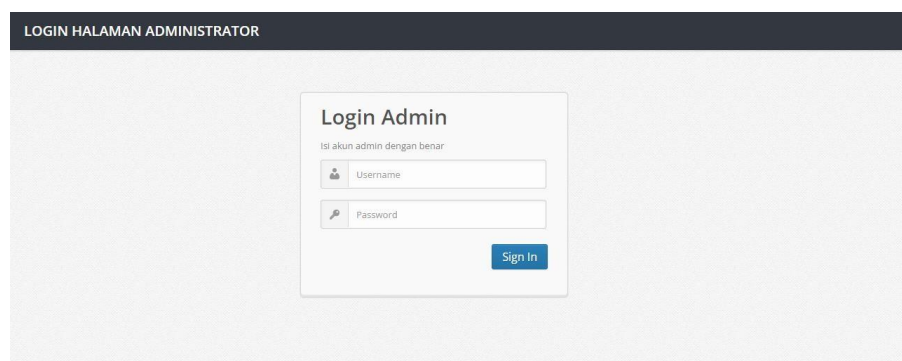 LOGIN HALAMAN ADMINISTRATOR
Login Admin
Isi akun admin dengan benar
Username
Password
Sign In